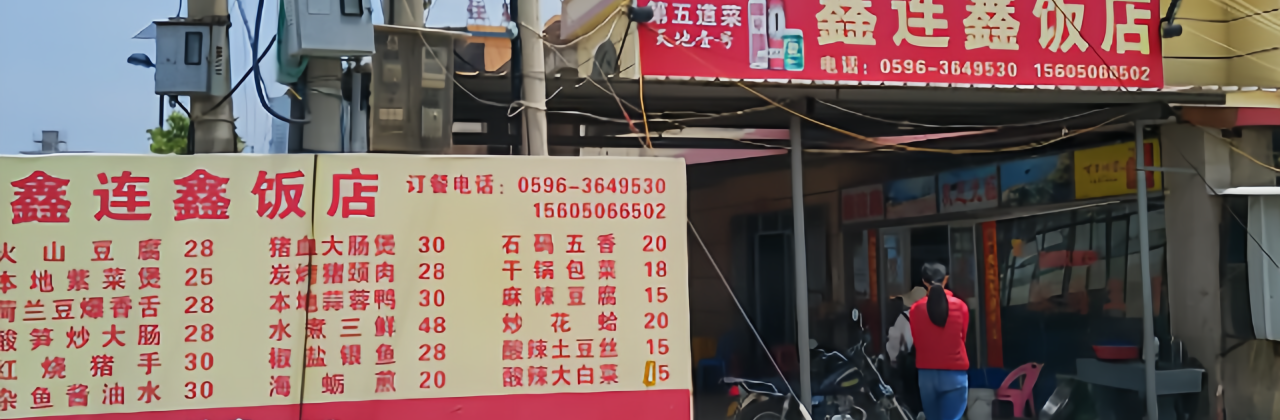 第五道菜
天地壹号
鑫连鑫饭店
电话：0596-3649530 15605066502
鑫连鑫饭店
订餐电话：0596-3649530
15605066502
火山豆腐 28
本地紫菜煲 25
荷兰豆爆香舌 28
酸笋炒大肠 28
红烧猪手 30
杂鱼酱油水 30
猪血大肠煲 30
炭烤猪颈肉 28
本地蒜蓉鸭 30
水煮三鲜 48
椒盐银鱼 28
海蛎煎 20
石码五香 20
干锅包菜 18
麻辣豆腐 15
炒花蛤 20
酸辣土豆丝 15
酸辣大白菜 15